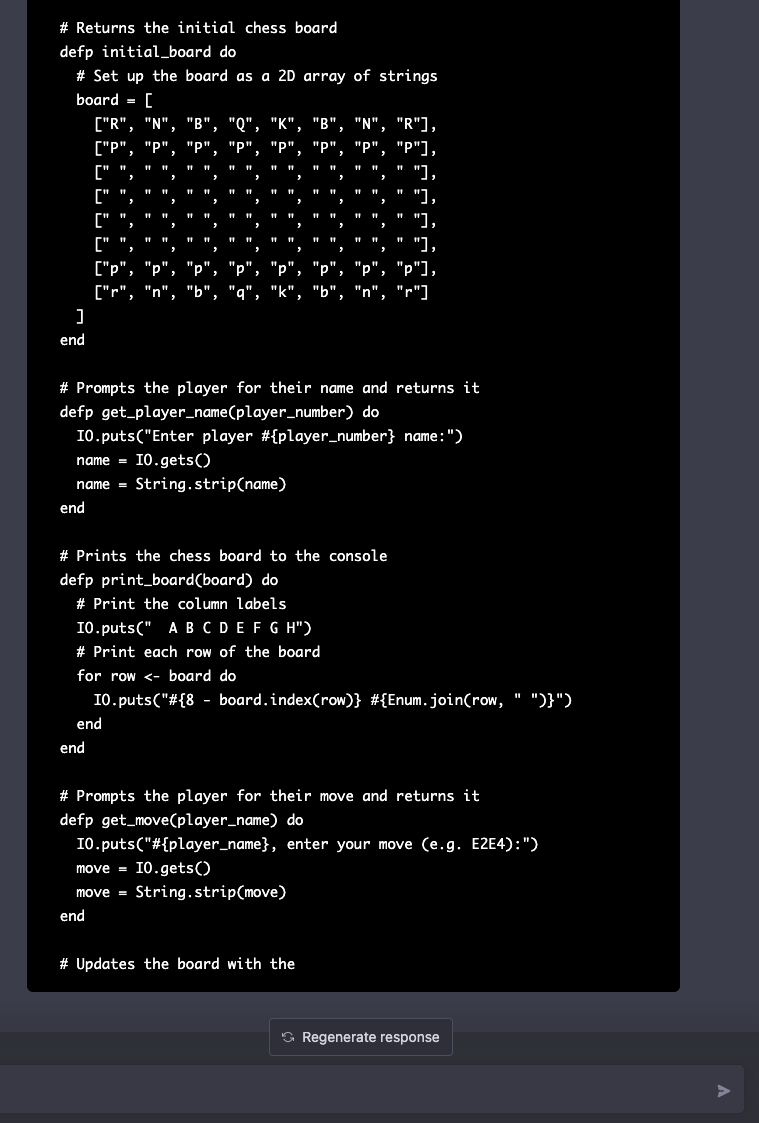 # Returns the initial chess board
defp initial_board do
  # Set up the board as a 2D array of strings
  board = [
    ["R", "N", "B", "Q", "K", "B", "N", "R"],
    ["P", "P", "P", "P", "P", "P", "P", "P"],
    [" ", " ", " ", " ", " ", " ", " ", " "],
    [" ", " ", " ", " ", " ", " ", " ", " "],
    [" ", " ", " ", " ", " ", " ", " ", " "],
    [" ", " ", " ", " ", " ", " ", " ", " "],
    ["p", "p", "p", "p", "p", "p", "p", "p"],
    ["r", "n", "b", "q", "k", "b", "n", "r"]
  ]
end

# Prompts the player for their name and returns it
defp get_player_name(player_number) do
  IO.puts("Enter player #{player_number} name:")
  name = IO.gets()
  name = String.strip(name)
end

# Prints the chess board to the console
defp print_board(board) do
  # Print the column labels
  IO.puts("  A B C D E F G H")
  # Print each row of the board
  for row <- board do
    IO.puts("#{8 - board.index(row)} #{Enum.join(row, " ")}")
  end
end

# Prompts the player for their move and returns it
defp get_move(player_name) do
  IO.puts("#{player_name}, enter your move (e.g. E2E4):")
  move = IO.gets()
  move = String.strip(move)
end

# Updates the board with the
Regenerate response